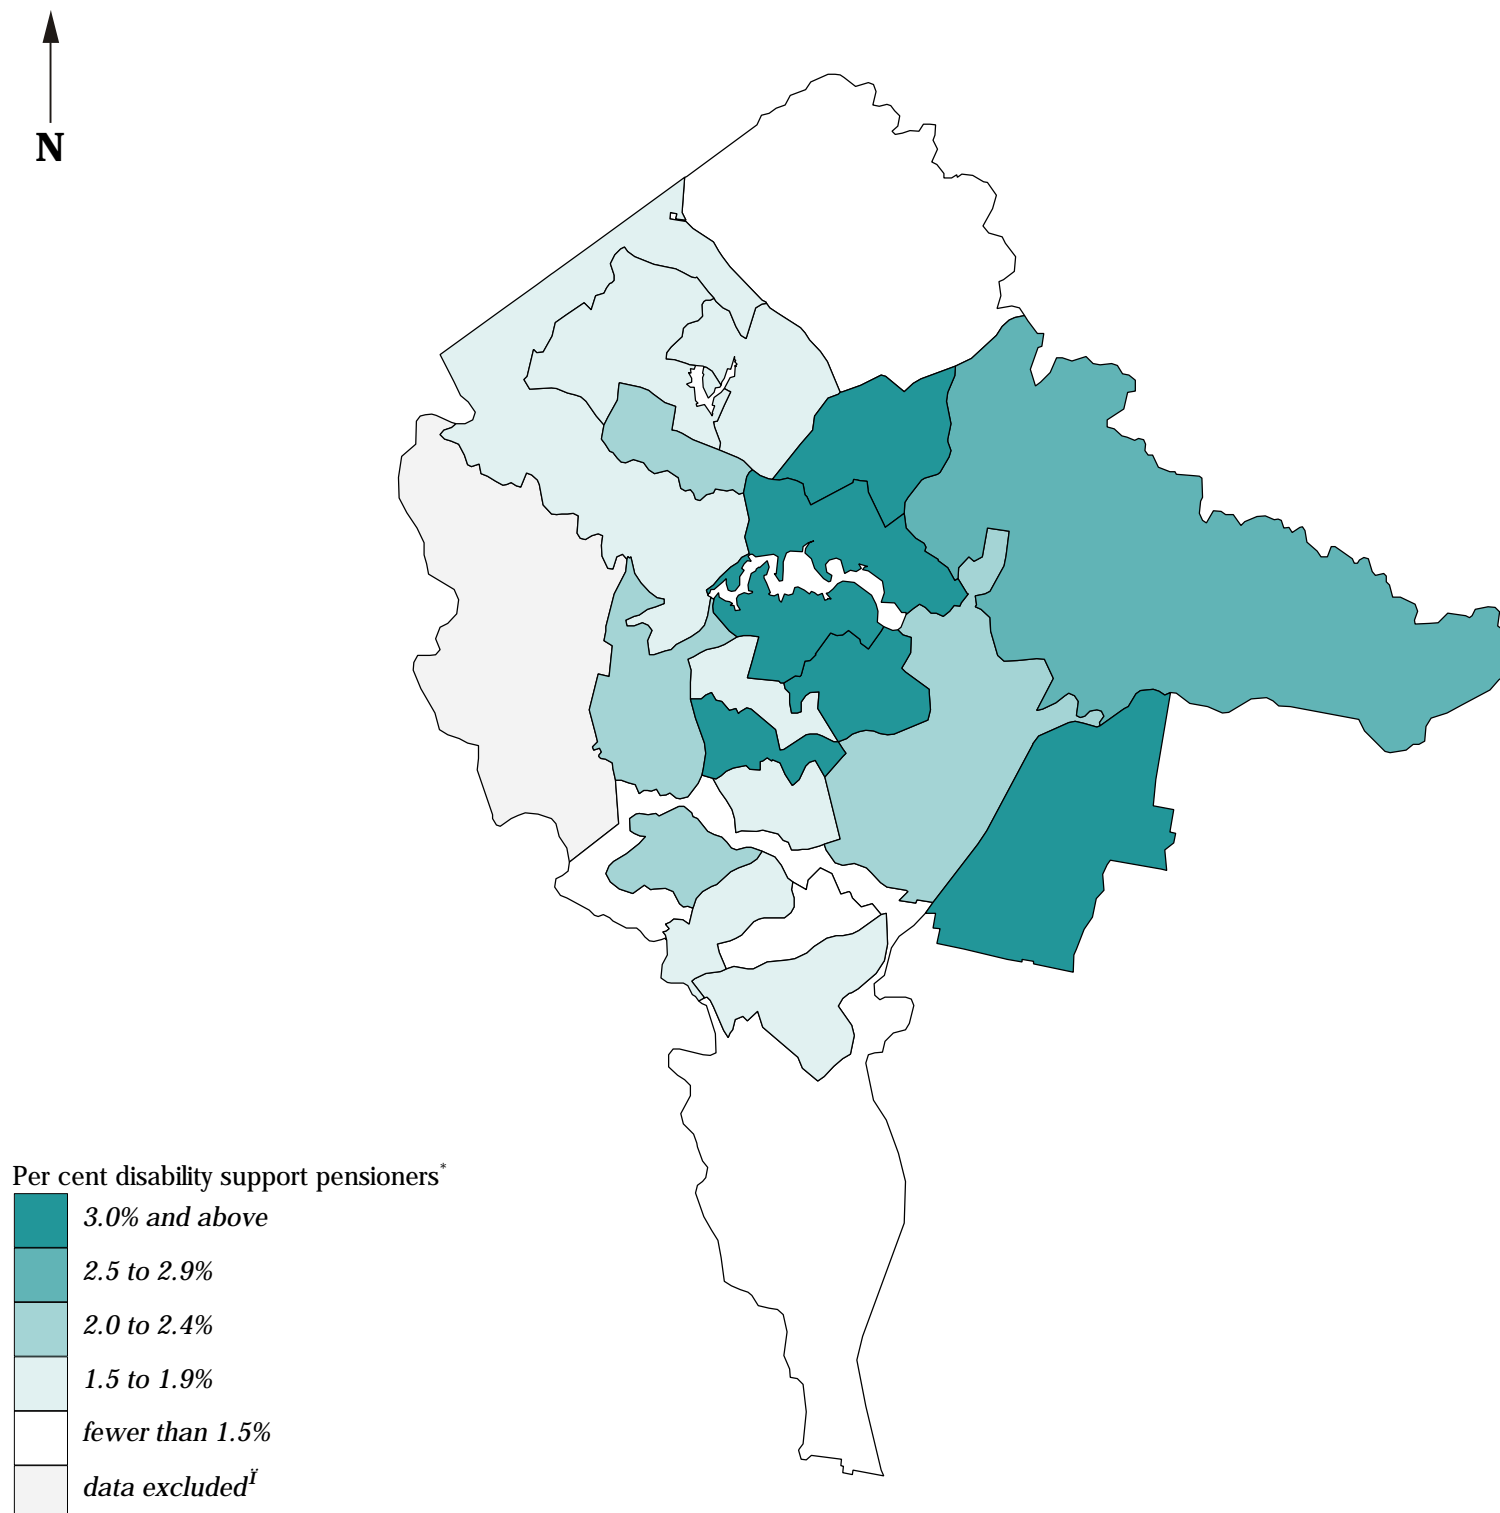 N
Per cent disability support pensioners*
3.0% and above
2.5 to 2.9%
2.0 to 2.4%
1.5 to 1.9%
fewer than 1.5%
data excludedÏ